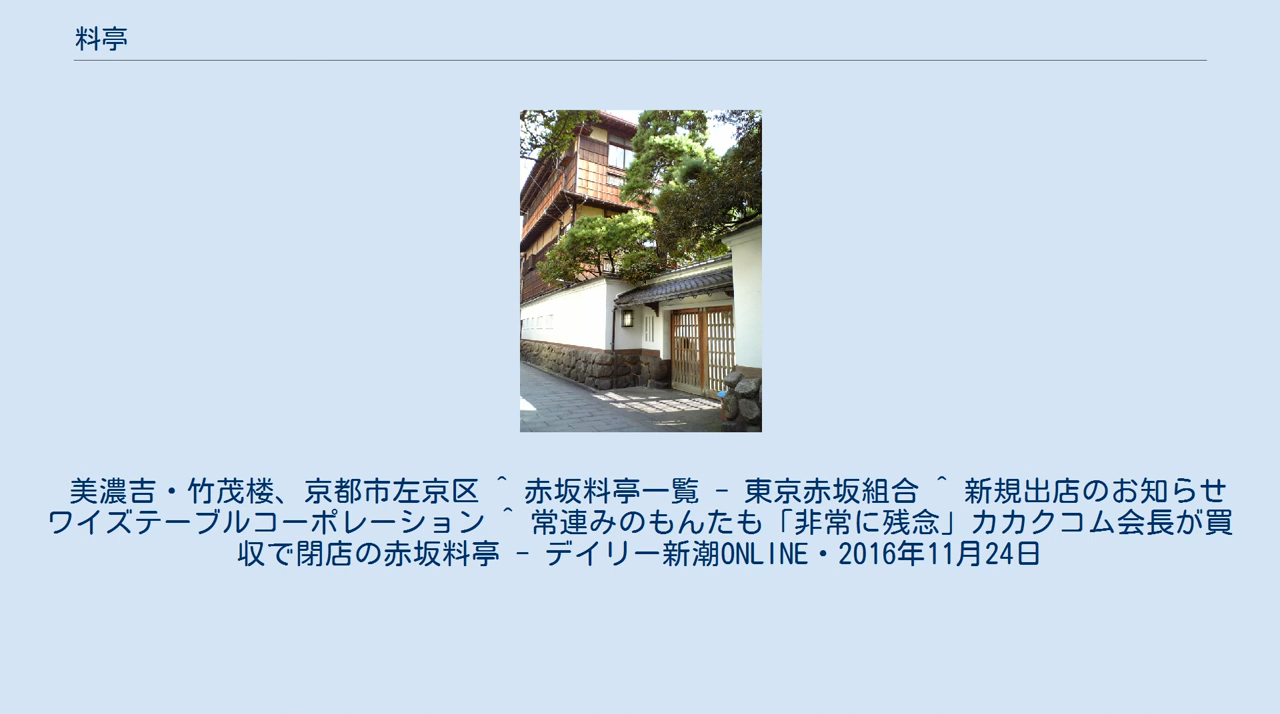 料亭
美濃吉・竹茂楼、京都市左京区 ^ 赤坂料亭一覧 - 東京赤坂組合 ^ 新規出店のお知らせ
ワイズテーブルコーポレーション ^ 常連みのもんたも「非常に残念」カカクコム会長が買
収で閉店の赤坂料亭 - デイリー新潮ONLINE・2016年11月24日